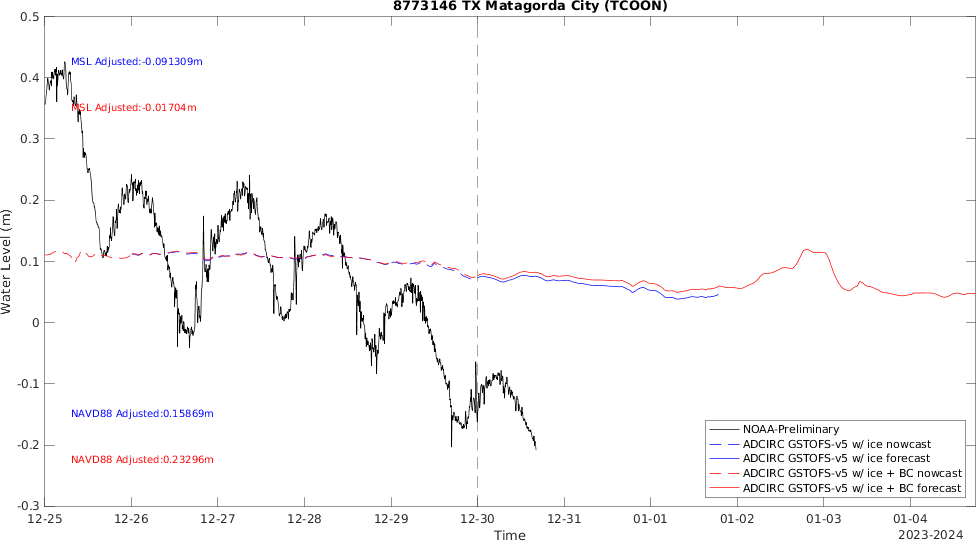 8773146 TX Matagorda City (TCOON)
0.5
0.4
0.3
0.2
0.1
0
-0.1
-0.2
-0.3
Water Level (m)
MSL Adjusted:-0.091309m
MSL Adjusted:-0.01704m
NAVD88 Adjusted:0.15869m
NAVD88 Adjusted:0.23296m
NOAA-Preliminary
ADCIRC GSTOFS-v5 w/ ice nowcast
ADCIRC GSTOFS-v5 w/ ice forecast
ADCIRC GSTOFS-v5 w/ ice + BC nowcast
ADCIRC GSTOFS-v5 w/ ice + BC forecast
12-25 12-26 12-27 12-28 12-29 12-30 12-31 01-01 01-02 01-03 01-04
Time
2023-2024